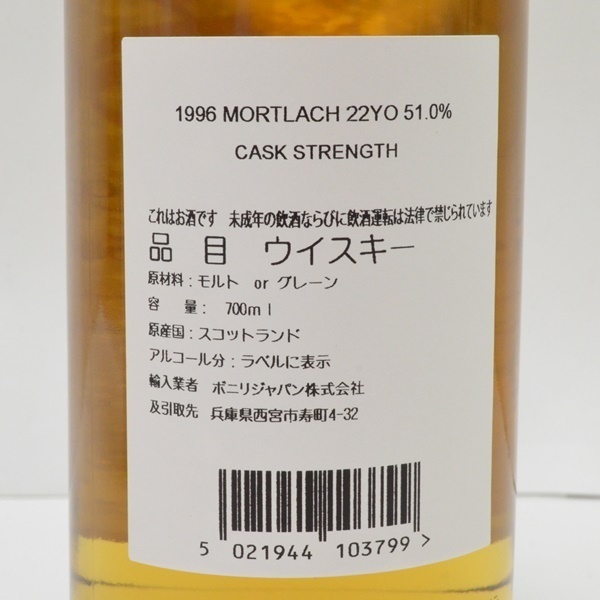 1996 MORTLACH 22YO 51.0%
CASK STRENGTH
これはお酒です　未成年の飲酒ならびに飲酒運転は法律で禁じられています
品　目　ウイスキー
原材料：モルト　or グレーン
容　量：　700ml
原産国：スコットランド
アルコール分：ラベルに表示
輸入業者　ボニリジャパン株式会社
及引取先　兵庫県西宮市寿町4-32
5 021944 103799 >